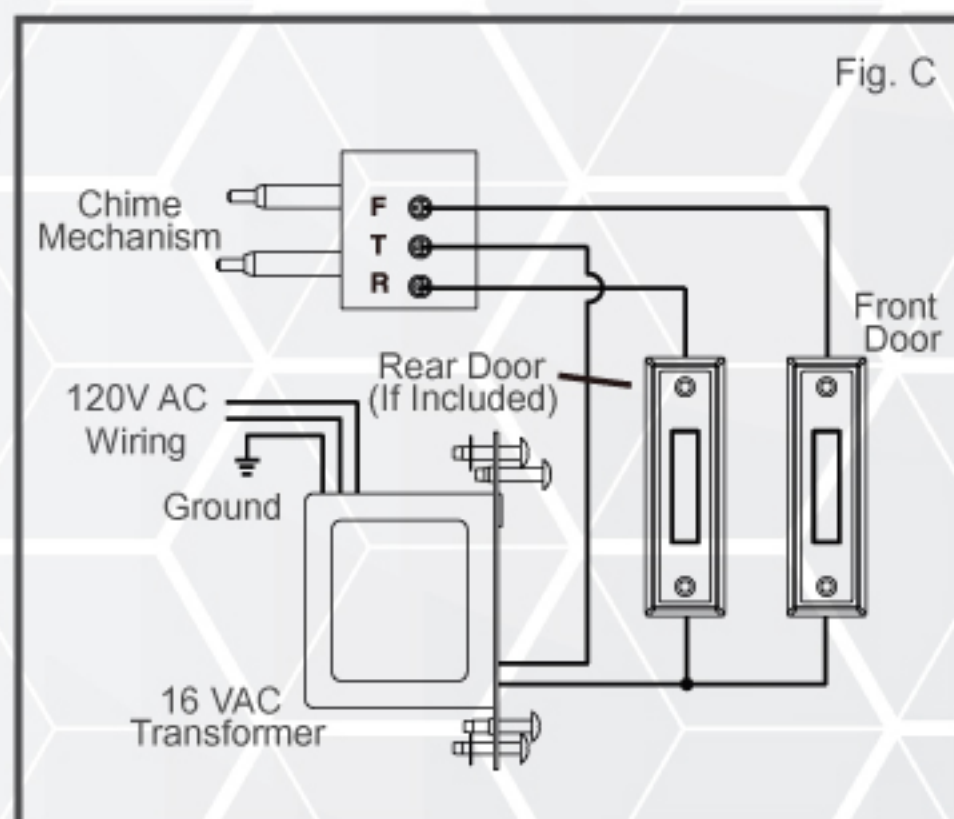 Fig. C
Chime
Mechanism
F
T
R
Front
Door
Rear Door
(If Included)
120V AC
Wiring
Ground
16 VAC
Transformer